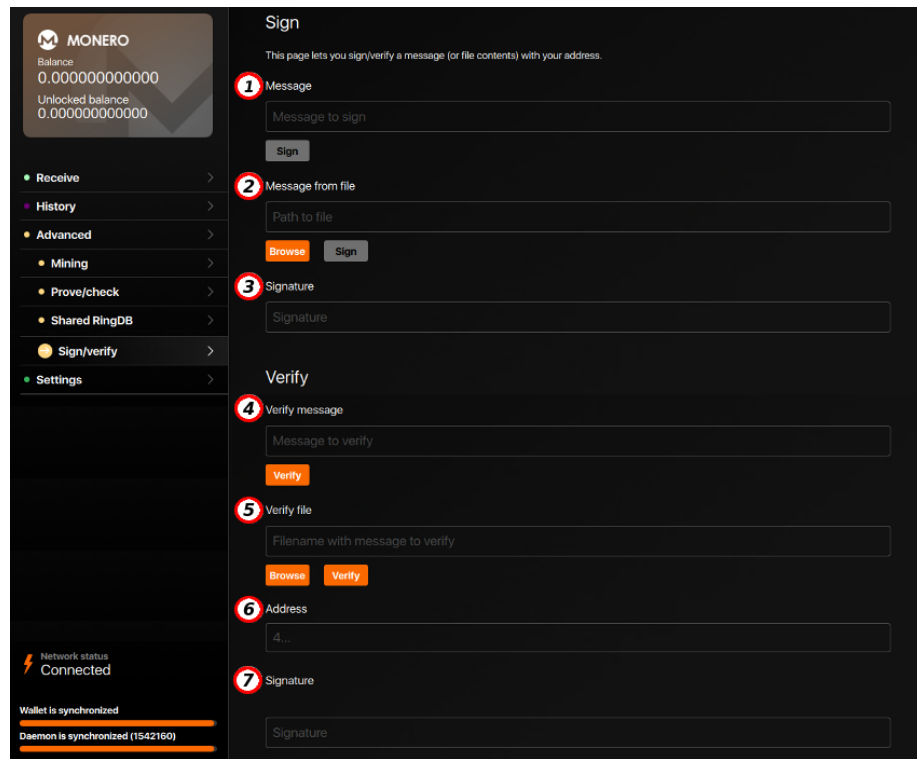 MONERO
Balance
0.000000000000
Unlocked balance
0.000000000000
Receive
History
Advanced
Mining
Prove/check
Shared RingDB
Sign/verify
Settings
Network status
Connected
Wallet is synchronized
Daemon is synchronized (1542160)
Sign
This page lets you sign/verify a message (or file contents) with your address.
1 Message
Message to sign
Sign
2 Message from file
Path to file
Browse Sign
3 Signature
Signature
Verify
4 Verify message
Message to verify
Verify
5 Verify file
Filename with message to verify
Browse Verify
6 Address
4...
7 Signature
Signature